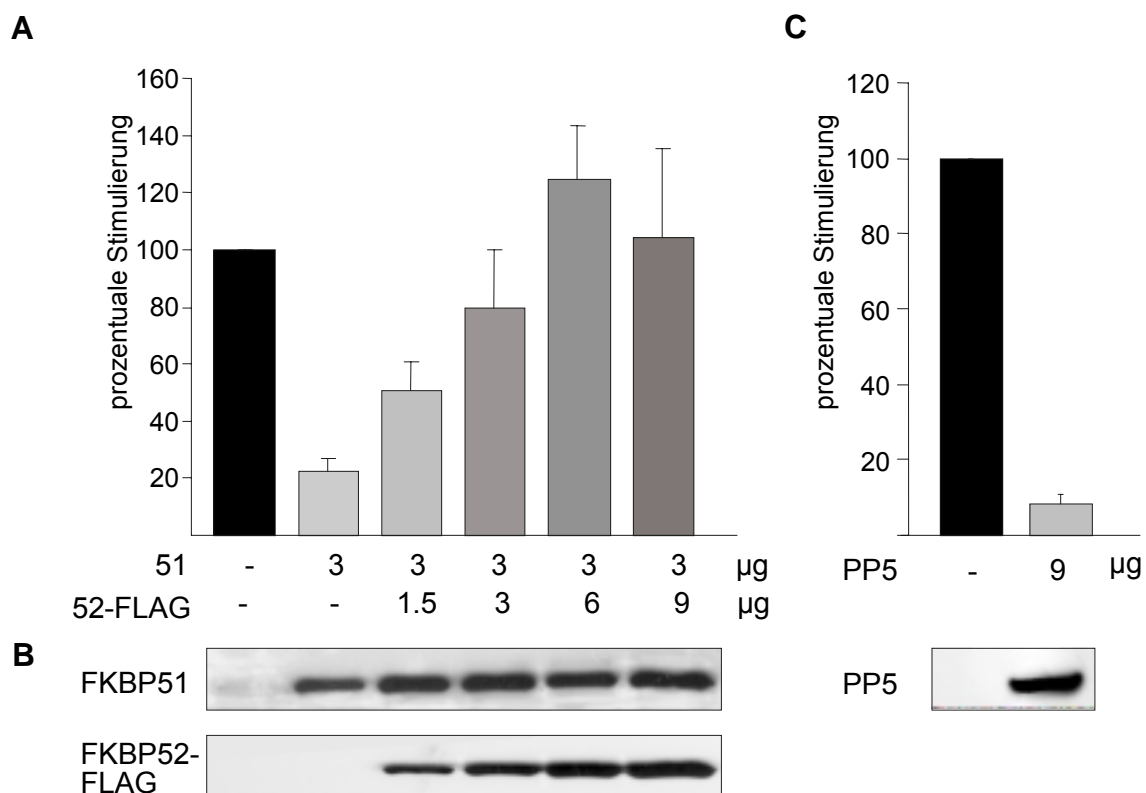 A
prozentuale Stimulierung
160
140
120
100
80
60
40
20
51 - 3 3 3 3 3 µg
52-FLAG - - 1.5 3 6 9 µg
B
FKBP51
FKBP52-
FLAG
C
prozentuale Stimulierung
120
100
80
60
40
20
PP5 - 9 µg
PP5